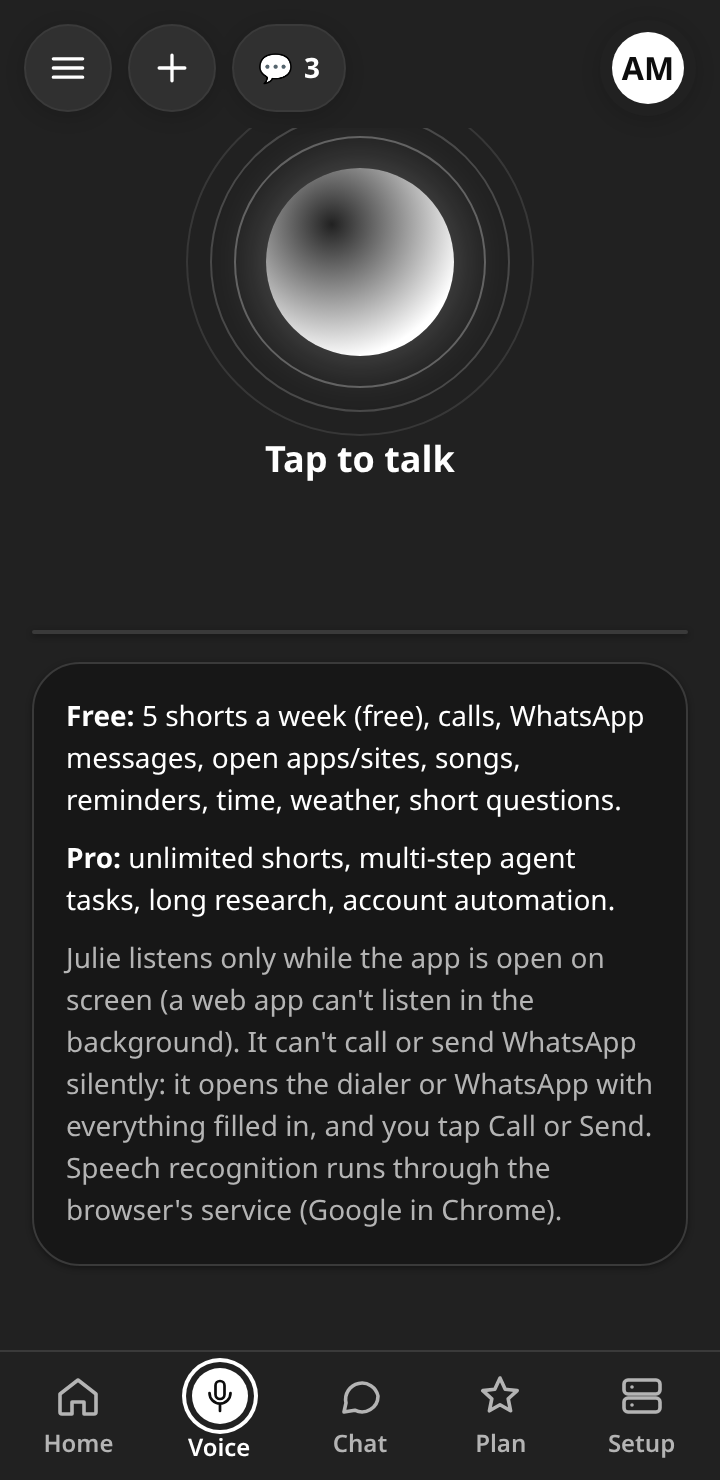 💬 3
AM
Tap to talk
Free: 5 shorts a week (free), calls, WhatsApp
messages, open apps/sites, songs,
reminders, time, weather, short questions.
Pro: unlimited shorts, multi-step agent
tasks, long research, account automation.
Julie listens only while the app is open on
screen (a web app can't listen in the
background). It can't call or send WhatsApp
silently: it opens the dialer or WhatsApp with
everything filled in, and you tap Call or Send.
Speech recognition runs through the
browser's service (Google in Chrome).
Home
Voice
Chat
Plan
Setup